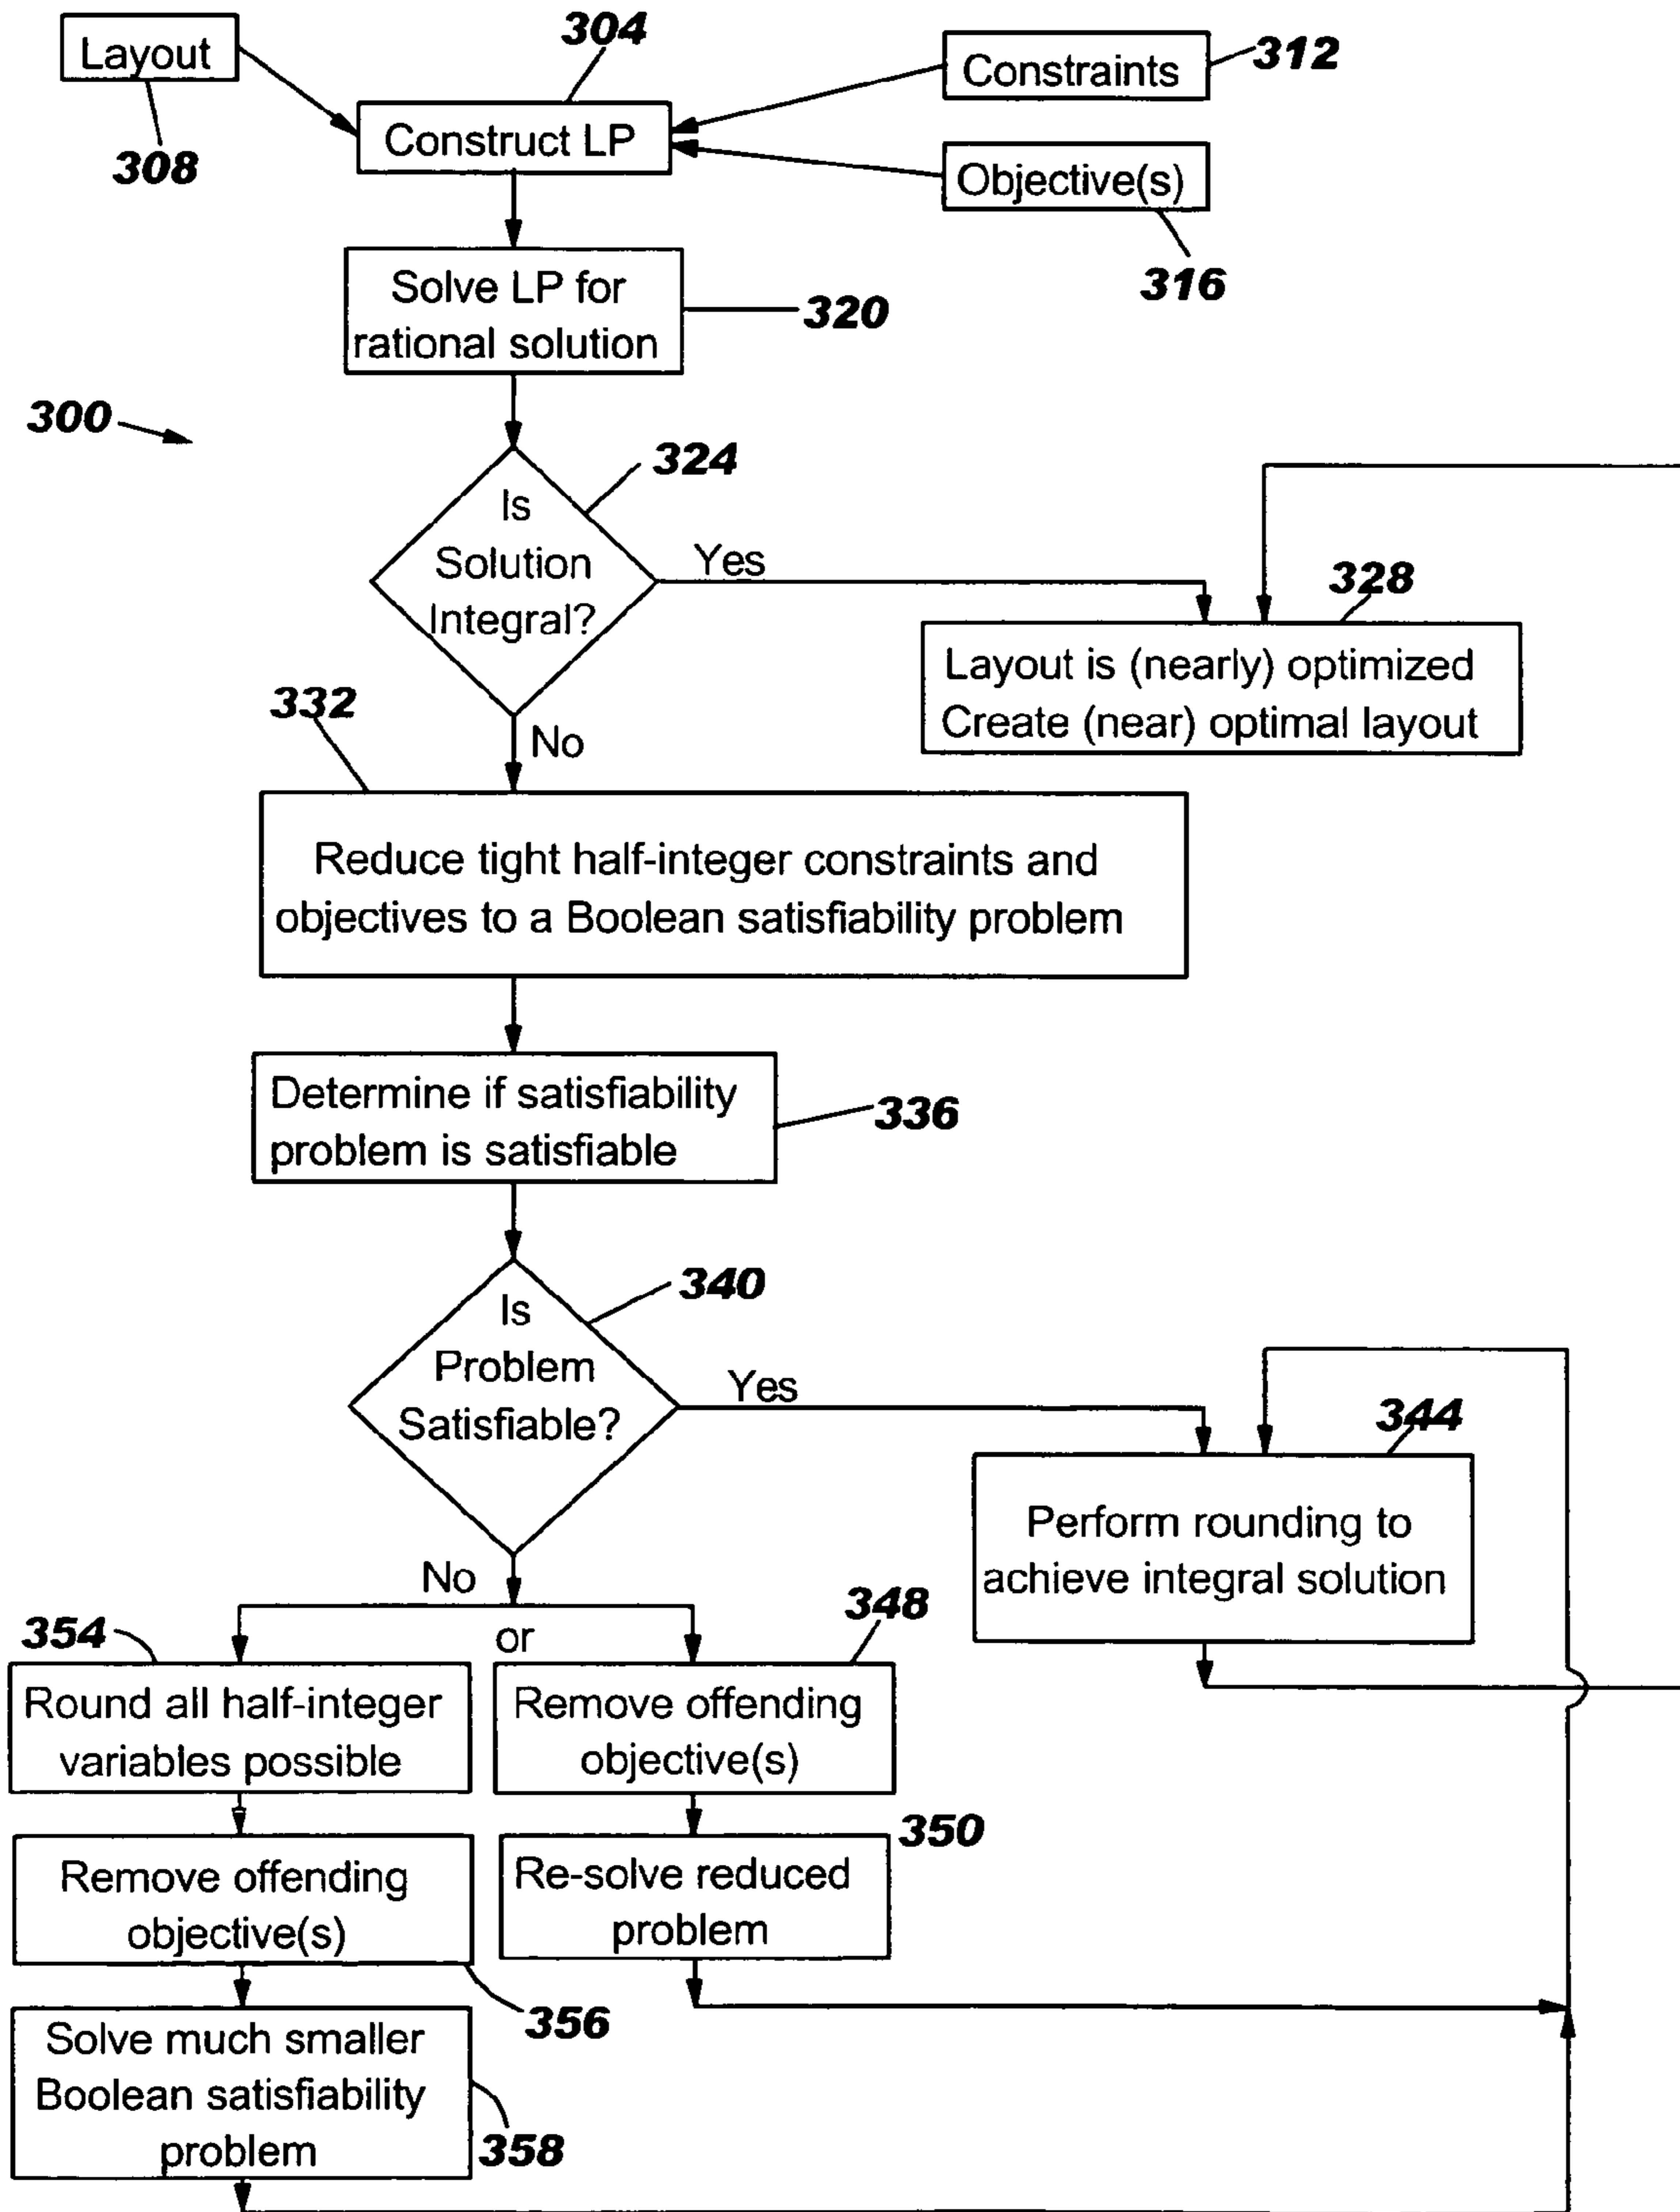 Layout
308
304
Construct LP
Constraints
312
Objective(s)
316
Solve LP for
rational solution
320
300
324
Is
Solution
Integral?
Yes
328
Layout is (nearly) optimized
Create (near) optimal layout
No
332
Reduce tight half-integer constraints and
objectives to a Boolean satisfiability problem
Determine if satisfiability
problem is satisfiable
336
340
Is
Problem
Satisfiable?
Yes
344
Perform rounding to
achieve integral solution
No
or
354
Round all half-integer
variables possible
348
Remove offending
objective(s)
Remove offending
objective(s)
356
350
Re-solve reduced
problem
Solve much smaller
Boolean satisfiability
problem
358